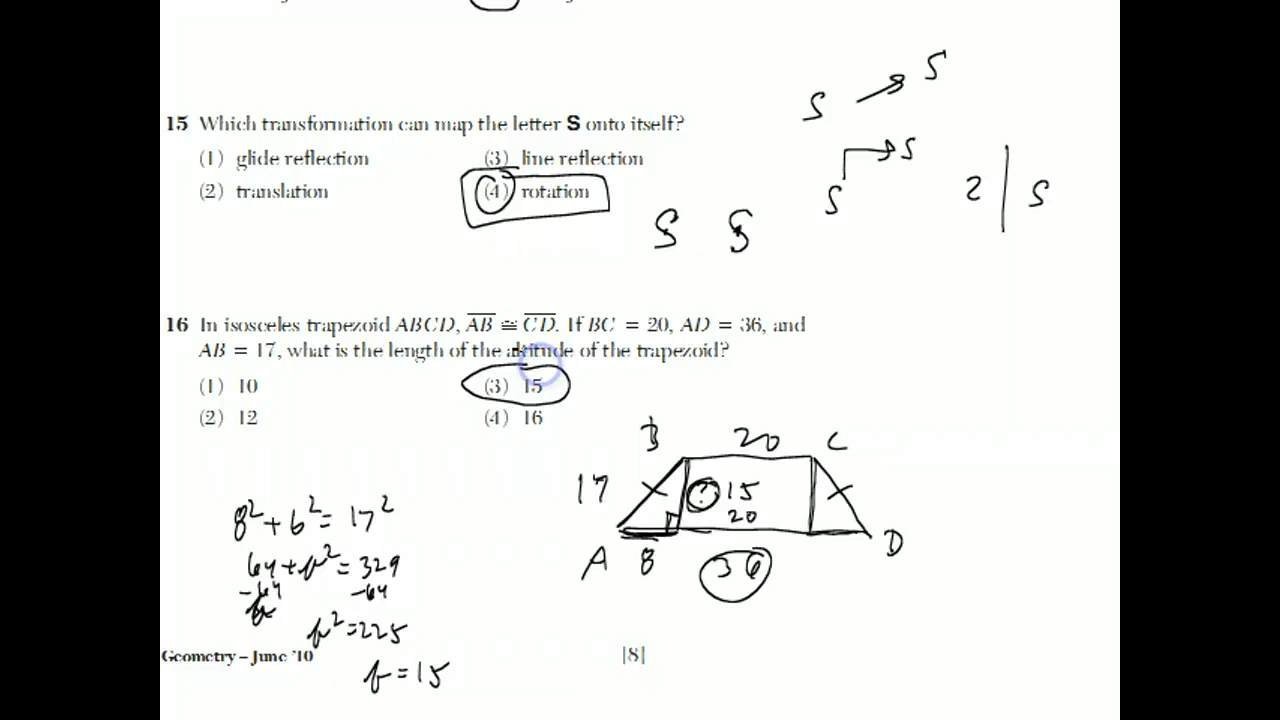 15 Which transformation can map the letter S onto itself?
(1) glide reflection (3) line reflection
(2) translation (4) rotation
S → S
S → S
2 | S
S S
16 In isosceles trapezoid ABCD, AB ≅ CD. If BC = 20, AD = 36, and
AB = 17, what is the length of the altitude of the trapezoid?
(1) 10 (3) 15
(2) 12 (4) 16
B 20 C
17 ? 15
20
A 8 36 D
8² + b² = 17²
64 + b² = 329
-64 -64
b² = 225
b = 15
Geometry – June '10 [8]